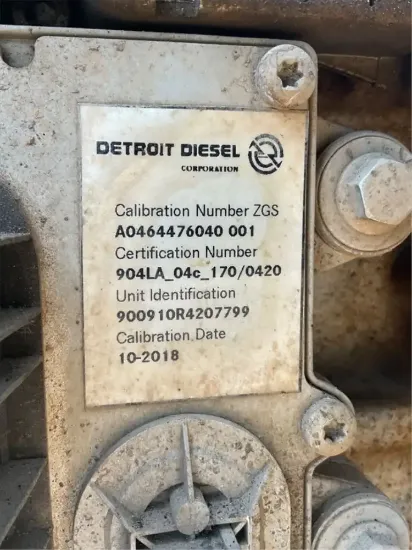 DETROIT DIESEL
CORPORATION
Calibration Number ZGS
A0464476040 001
Certification Number
904LA_04c_170/0420
Unit Identification
900910R4207799
Calibration Date
10-2018